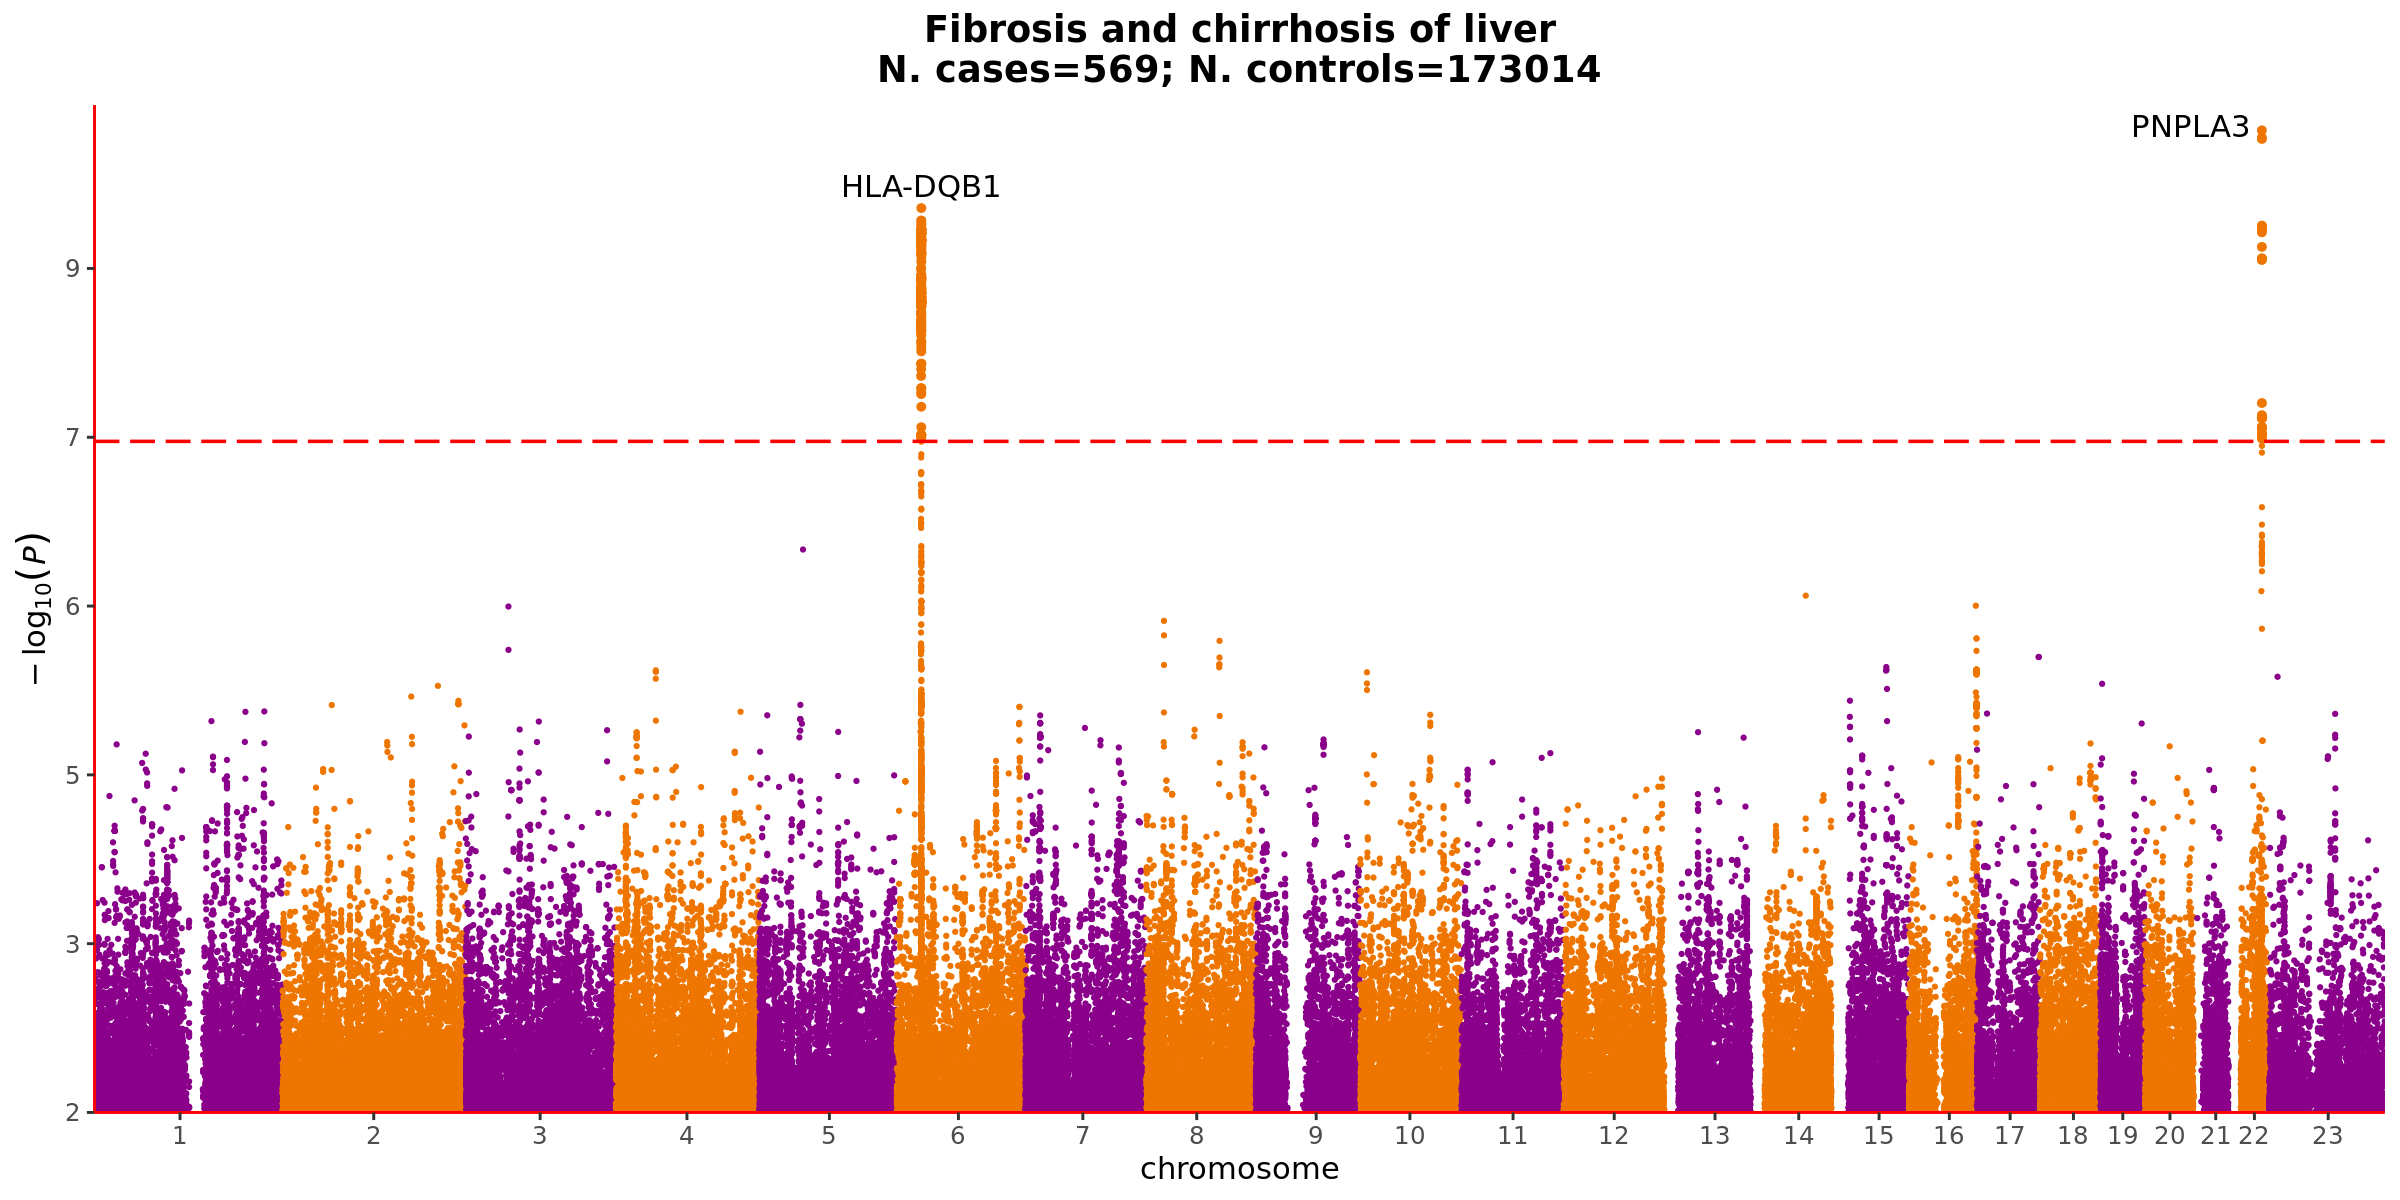 Fibrosis and chirrhosis of liver
N. cases=569; N. controls=173014
PNPLA3
HLA-DQB1
9
7
6
5
3
2
−log10(P)
1 2 3 4 5 6 7 8 9 10 11 12 13 14 15 16 17 18 19 20 21 22 23
chromosome